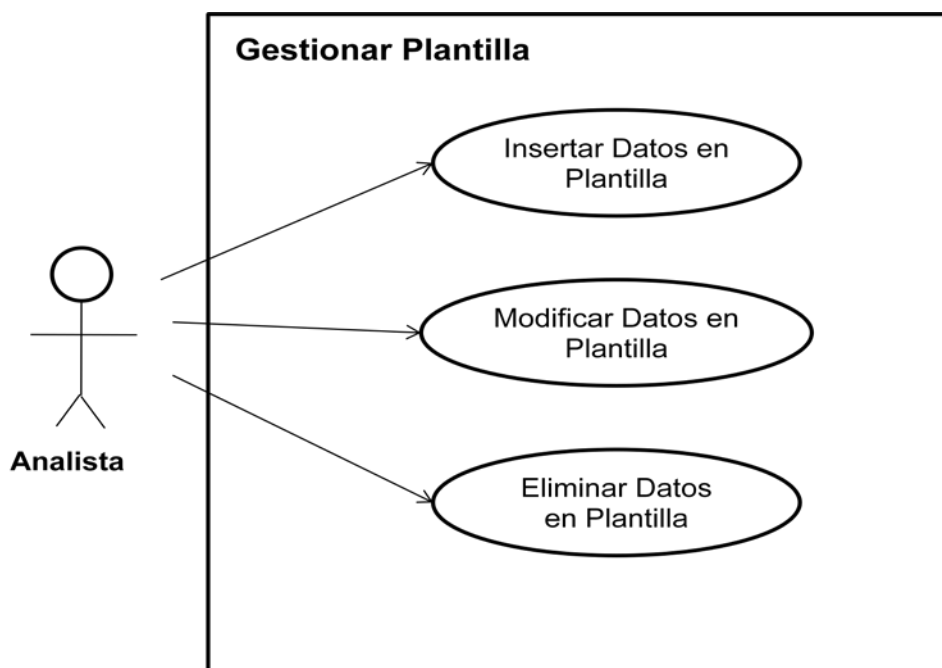 Gestionar Plantilla
Insertar Datos en
Plantilla
Modificar Datos en
Plantilla
Eliminar Datos
en Plantilla
Analista